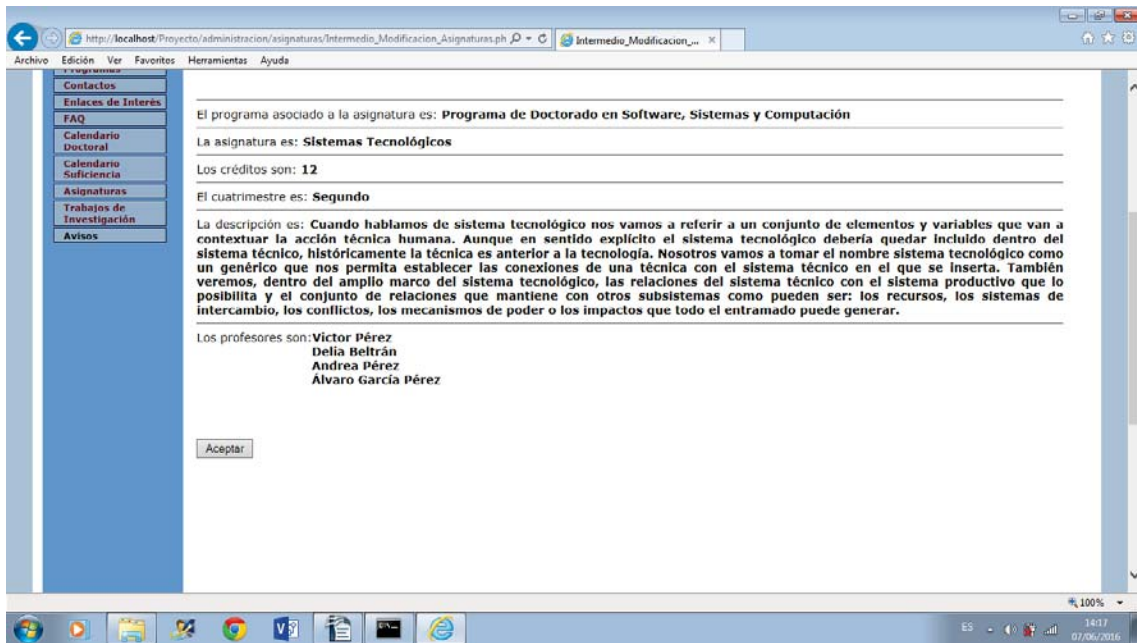 http://localhost/Proyecto/administracion/asignaturas/Intermedio_Modificacion_Asignaturas.ph
Intermedio_Modificacion_...
Archivo Edición Ver Favoritos Herramientas Ayuda
Programas
Contactos
Enlaces de Interés
FAQ
Calendario
Doctoral
Calendario
Suficiencia
Asignaturas
Trabajos de
Investigación
Avisos
El programa asociado a la asignatura es: Programa de Doctorado en Software, Sistemas y Computación
La asignatura es: Sistemas Tecnológicos
Los créditos son: 12
El cuatrimestre es: Segundo
La descripción es: Cuando hablamos de sistema tecnológico nos vamos a referir a un conjunto de elementos y variables que van a
contextuar la acción técnica humana. Aunque en sentido explícito el sistema tecnológico debería quedar incluido dentro del
sistema técnico, históricamente la técnica es anterior a la tecnología. Nosotros vamos a tomar el nombre sistema tecnológico como
un genérico que nos permita establecer las conexiones de una técnica con el sistema técnico en el que se inserta. También
veremos, dentro del amplio marco del sistema tecnológico, las relaciones del sistema técnico con el sistema productivo que lo
posibilita y el conjunto de relaciones que mantiene con otros subsistemas como pueden ser: los recursos, los sistemas de
intercambio, los conflictos, los mecanismos de poder o los impactos que todo el entramado puede generar.
Los profesores son:Victor Pérez
Delia Beltrán
Andrea Pérez
Álvaro García Pérez
Aceptar
100%
ES
14:17
07/06/2016